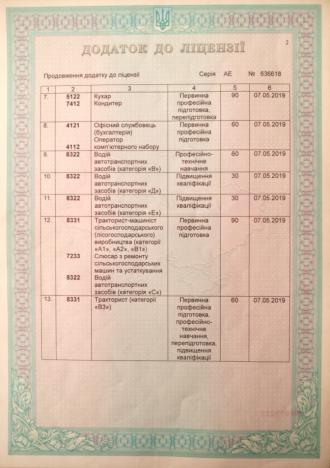 2
ДОДАТОК ДО ЛІЦЕНЗІЇ
Продовження додатку до ліцензії Серія АЕ № 636618
1 2 3 4 5 6
7. 5122 Кухар Первинна 90 07.05.2019
7412 Кондитер професійна
підготовка,
перепідготовка
8. 4121 Офісний службовець Первинна 60 07.05.2019
(бухгалтерія) професійна
Оператор підготовка
4112 комп'ютерного набору
9. 8322 Водій Професійно- 60 07.05.2019
автотранспортних технічне
засобів (категорія «В») навчання
10. 8322 Водій Підвищення 30 07.05.2019
автотранспортних кваліфікації
засобів (категорія «Д»)
11. 8322 Водій Підвищення 30 07.05.2019
автотранспортних кваліфікації
засобів (категорія «Е»)
12. 8331 Тракторист-машиніст Первинна 90 07.05.2019
сільськогосподарського професійна
(лісогосподарського) підготовка
виробництва (категорії
«А1», «А2», «В1»)
7233 Слюсар з ремонту
сільськогосподарських
машин та устаткування
8322 Водій
автотранспортних
засобів (категорія «С»)
13. 8331 Тракторист (категорії Первинна 60 07.05.2019
«В3») професійна
підготовка,
професійно-
технічне
навчання,
перепідготовка,
підвищення
кваліфікації